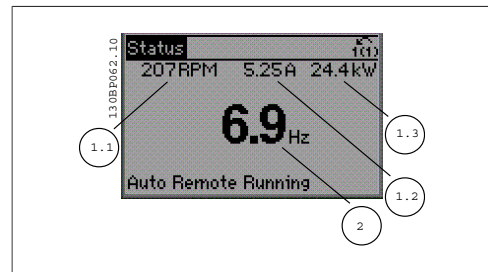 130BP062.10
Status
1(1)
207RPM 5.25A 24.4kW
6.9Hz
Auto Remote Running
1.1
1.3
1.2
2